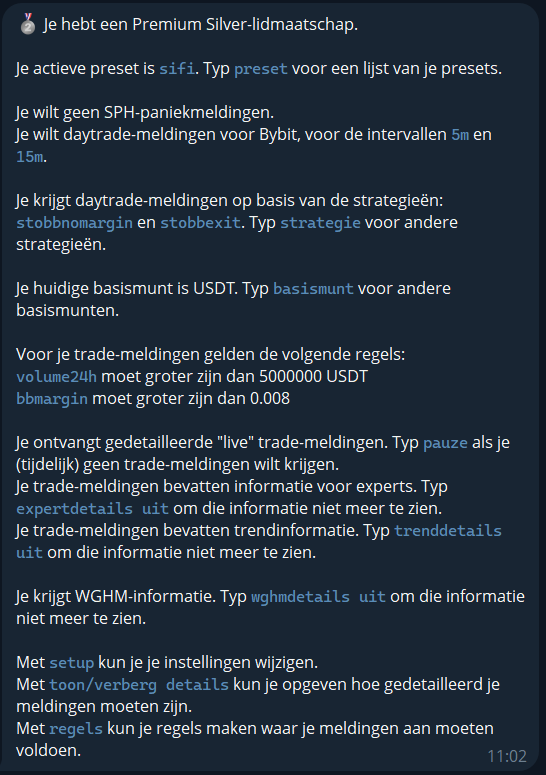 Je hebt een Premium Silver-lidmaatschap.
Je actieve preset is sifi. Typ preset voor een lijst van je presets.
Je wilt geen SPH-paniekmeldingen.
Je wilt daytrade-meldingen voor Bybit, voor de intervallen 5m en
15m.
Je krijgt daytrade-meldingen op basis van de strategieën:
stobbnomargin en stobbexit. Typ strategie voor andere
strategieën.
Je huidige basismunt is USDT. Typ basismunt voor andere
basismunten.
Voor je trade-meldingen gelden de volgende regels:
volume24h moet groter zijn dan 5000000 USDT
bbmargin moet groter zijn dan 0.008
Je ontvangt gedetailleerde "live" trade-meldingen. Typ pauze als je
(tijdelijk) geen trade-meldingen wilt krijgen.
Je trade-meldingen bevatten informatie voor experts. Typ
expertdetails uit om die informatie niet meer te zien.
Je trade-meldingen bevatten trendinformatie. Typ trenddetails
uit om die informatie niet meer te zien.
Je krijgt WGHM-informatie. Typ wghmdetails uit om die informatie
niet meer te zien.
Met setup kun je je instellingen wijzigen.
Met toon/verberg details kun je opgeven hoe gedetailleerd je
meldingen moeten zijn.
Met regels kun je regels maken waar je meldingen aan moeten
voldoen.
11:02